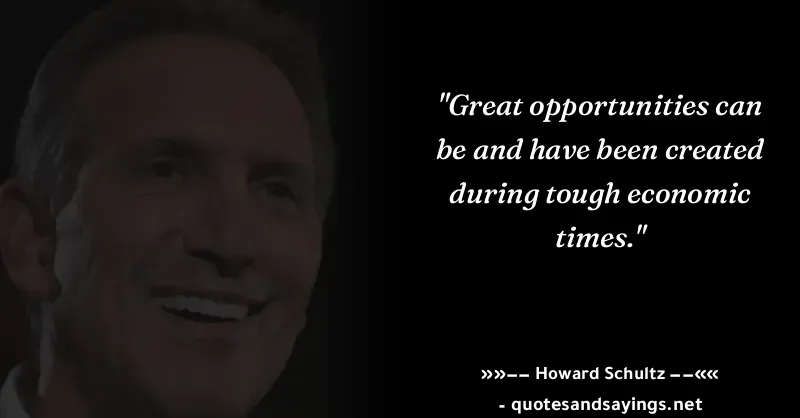 "Great opportunities can
be and have been created
during tough economic
times."
»»–– Howard Schultz ––««
- quotesandsayings.net